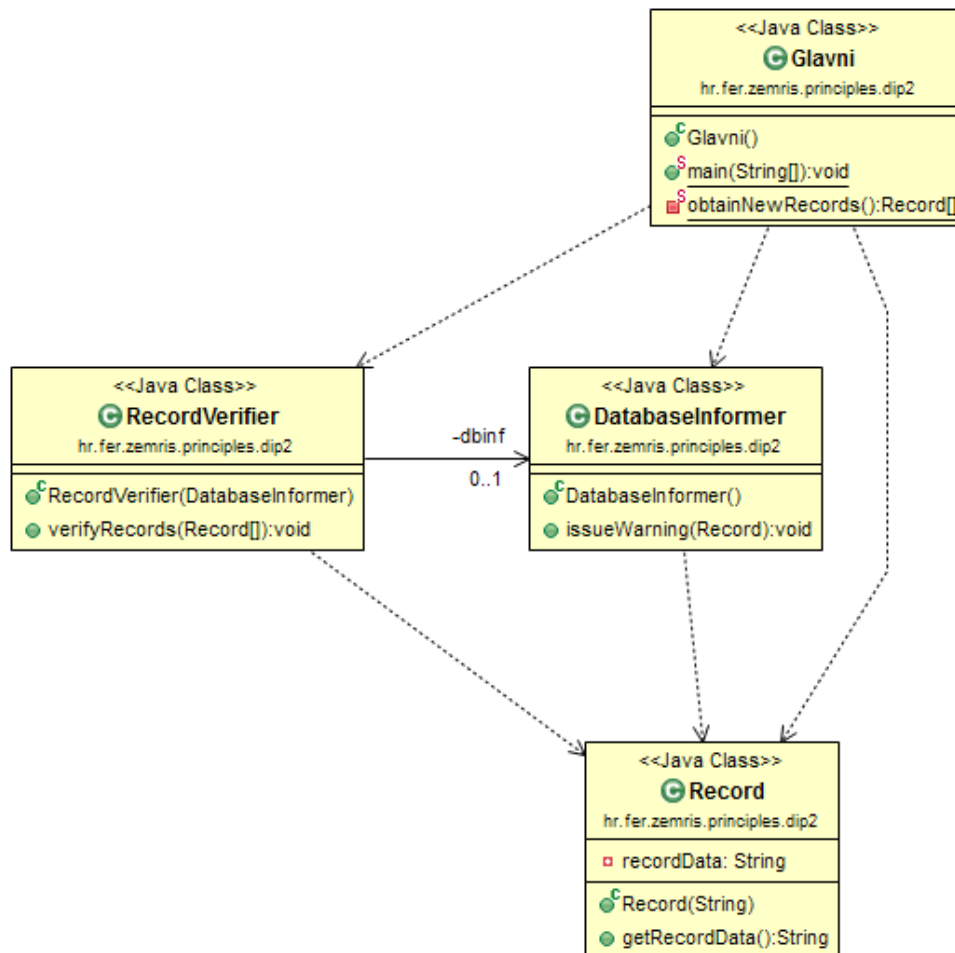 <<Java Class>>
Glavni
hr.fer.zemris.principles.dip2
Glavni()
main(String[]):void
obtainNewRecords():Record[]
<<Java Class>>
RecordVerifier
hr.fer.zemris.principles.dip2
RecordVerifier(DatabaseInformer)
verifyRecords(Record[]):void
-dbinf
0..1
<<Java Class>>
DatabaseInformer
hr.fer.zemris.principles.dip2
DatabaseInformer()
issueWarning(Record):void
<<Java Class>>
Record
hr.fer.zemris.principles.dip2
recordData: String
Record(String)
getRecordData():String